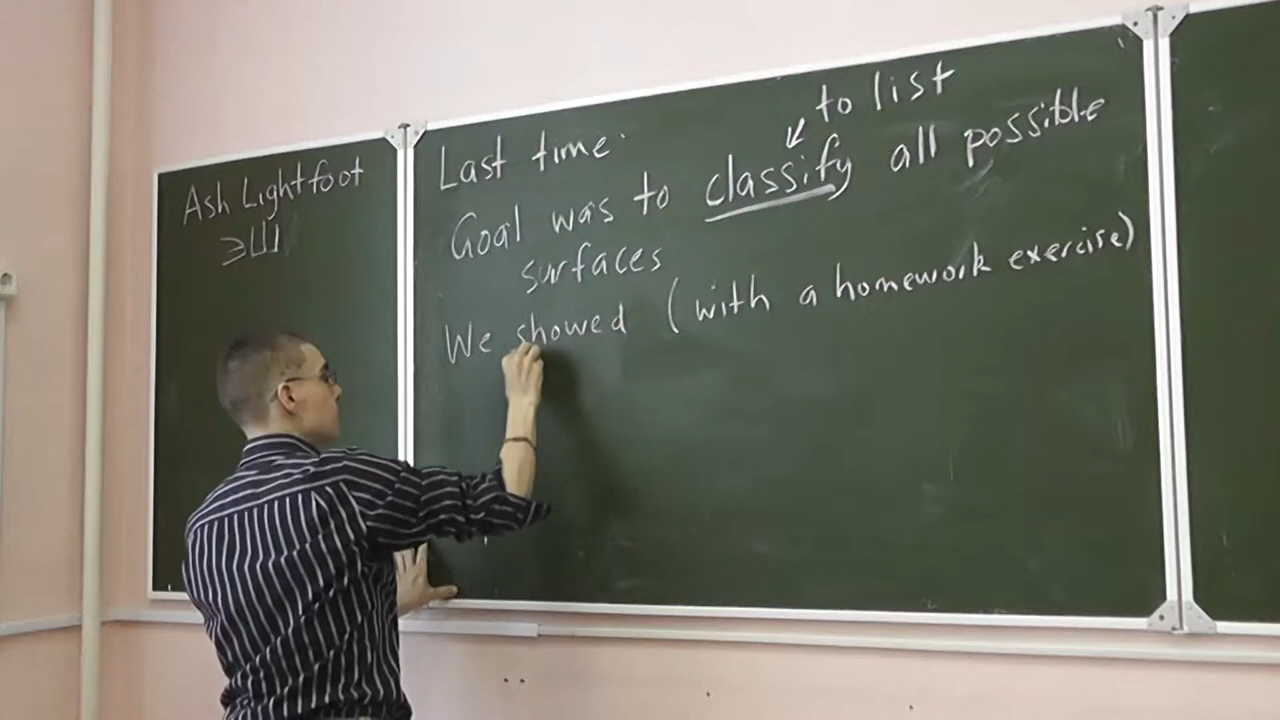 Ash Lightfoot
ЭШ
Last time:
to list
Goal was to classify all possible
surfaces
We showed (with a homework exercise)